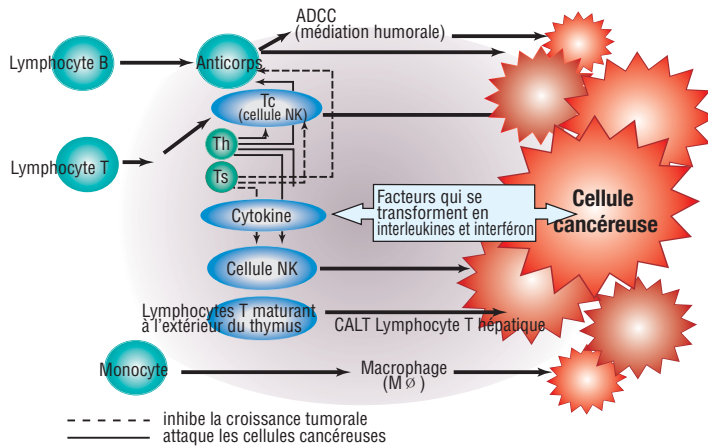 ADCC
(médiation humorale)
Lymphocyte B
Anticorps
Tc
(cellule NK)
Lymphocyte T
Th
Ts
Cytokine
Facteurs qui se
transforment en
interleukines et interféron
Cellule
cancéreuse
Cellule NK
Lymphocytes T maturant
à l'extérieur du thymus
CALT Lymphocyte T hépatique
Monocyte
Macrophage
(M ø)
inhibe la croissance tumorale
attaque les cellules cancéreuses